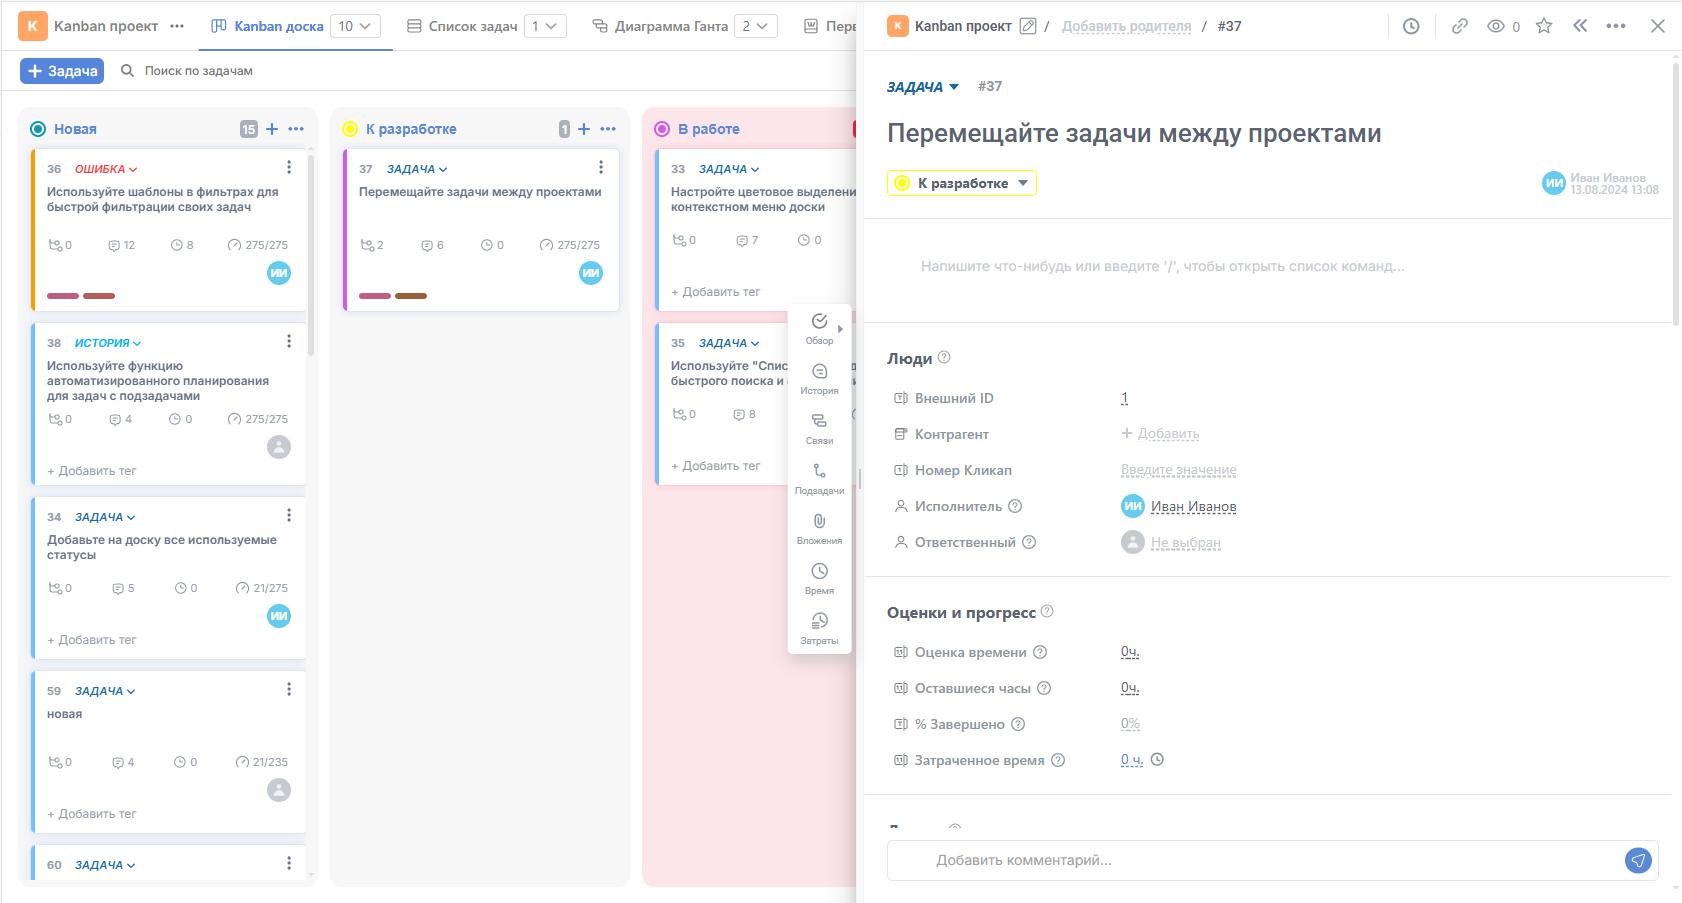 К Kanban проект ••• Kanban доска 10 Список задач 1 Диаграмма Ганта 2
+ Задача Поиск по задачам
Новая 15 + •••
36 ОШИБКА
Используйте шаблоны в фильтрах для
быстрой фильтрации своих задач
0 12 8 275/275
ИИ
38 ИСТОРИЯ
Используйте функцию
автоматизированного планирования
для задач с подзадачами
0 4 0 275/275
+ Добавить тег
34 ЗАДАЧА
Добавьте на доску все используемые
статусы
0 5 0 21/275
ИИ
+ Добавить тег
59 ЗАДАЧА
новая
0 4 0 21/235
+ Добавить тег
60 ЗАДАЧА
К разработке 1 + •••
37 ЗАДАЧА
Перемещайте задачи между проектами
2 6 0 275/275
ИИ
В работе
33 ЗАДАЧА
Настройте цветовое выделени
контекстном меню доски
0 7 0
+ Добавить тег
35 ЗАДАЧА
Используйте "Спис
быстрого поиска и
0 8
+ Добавить тег
Обзор
История
Связи
Подзадачи
Вложения
Время
Затраты
К Kanban проект / Добавить родителя / #37 0
ЗАДАЧА #37
Перемещайте задачи между проектами
К разработке
ИИ Иван Иванов
13.08.2024 13:08
Напишите что-нибудь или введите '/', чтобы открыть список команд...
Люди
Внешний ID 1
Контрагент + Добавить
Номер Кликап Введите значение
Исполнитель ИИ Иван Иванов
Ответственный Не выбран
Оценки и прогресс
Оценка времени 0ч.
Оставшиеся часы 0ч.
% Завершено 0%
Затраченное время 0 ч.
Добавить комментарий...